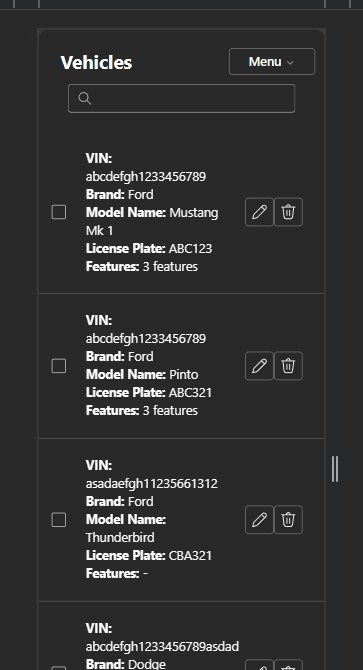 Vehicles
Menu
VIN:
abcdefgh1233456789
Brand: Ford
Model Name: Mustang
Mk 1
License Plate: ABC123
Features: 3 features
VIN:
abcdefgh1233456789
Brand: Ford
Model Name: Pinto
License Plate: ABC321
Features: 3 features
VIN:
asadaefgh11235661312
Brand: Ford
Model Name:
Thunderbird
License Plate: CBA321
Features: -
VIN:
abcdefgh1233456789asdad
Brand: Dodge